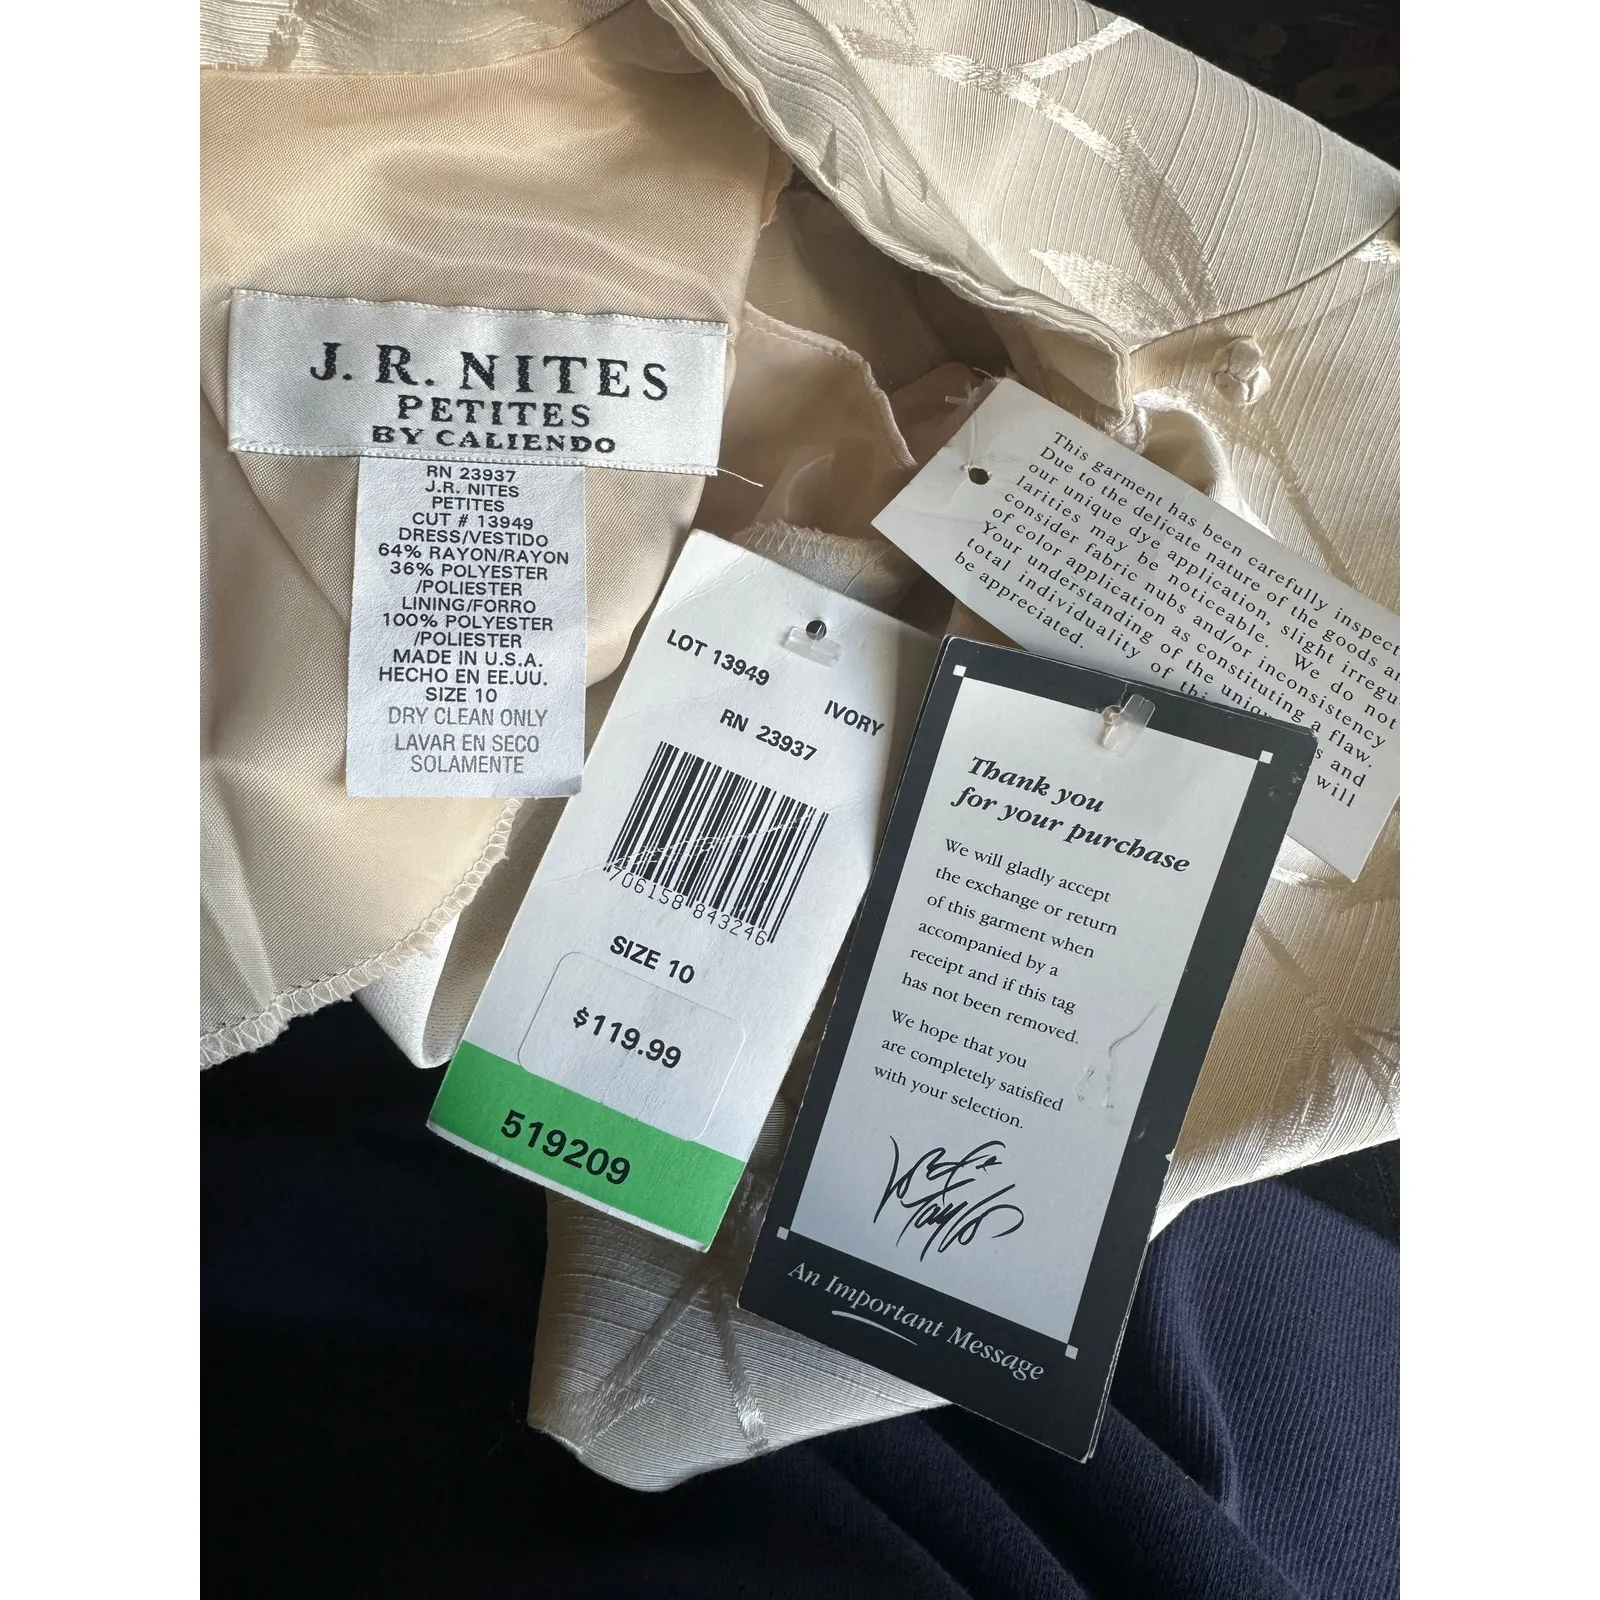 J. R. NITES
PETITES
BY CALIENDO
RN 23937
J.R. NITES
PETITES
CUT # 13949
DRESS/VESTIDO
64% RAYON/RAYON
36% POLYESTER
/POLIESTER
LINING/FORRO
100% POLYESTER
/POLIESTER
MADE IN U.S.A.
HECHO EN EE.UU.
SIZE 10
DRY CLEAN ONLY
LAVAR EN SECO
SOLAMENTE
LOT 13949
IVORY
RN 23937
706158 843246
SIZE 10
$119.99
519209
This garment has been carefully inspect
Due to the delicate nature of the goods a
our unique dye application, slight irregu
larities may be noticeable. We do not
consider fabric nubs and/or inconsistency
of color application as constituting a flaw.
Your understanding of the uniq s and
total individuality of thi will
be appreciated.
Thank you
for your purchase
We will gladly accept
the exchange or return
of this garment when
accompanied by a
receipt and if this tag
has not been removed.
We hope that you
are completely satisfied
with your selection.
Lord & Taylor
An Important Message